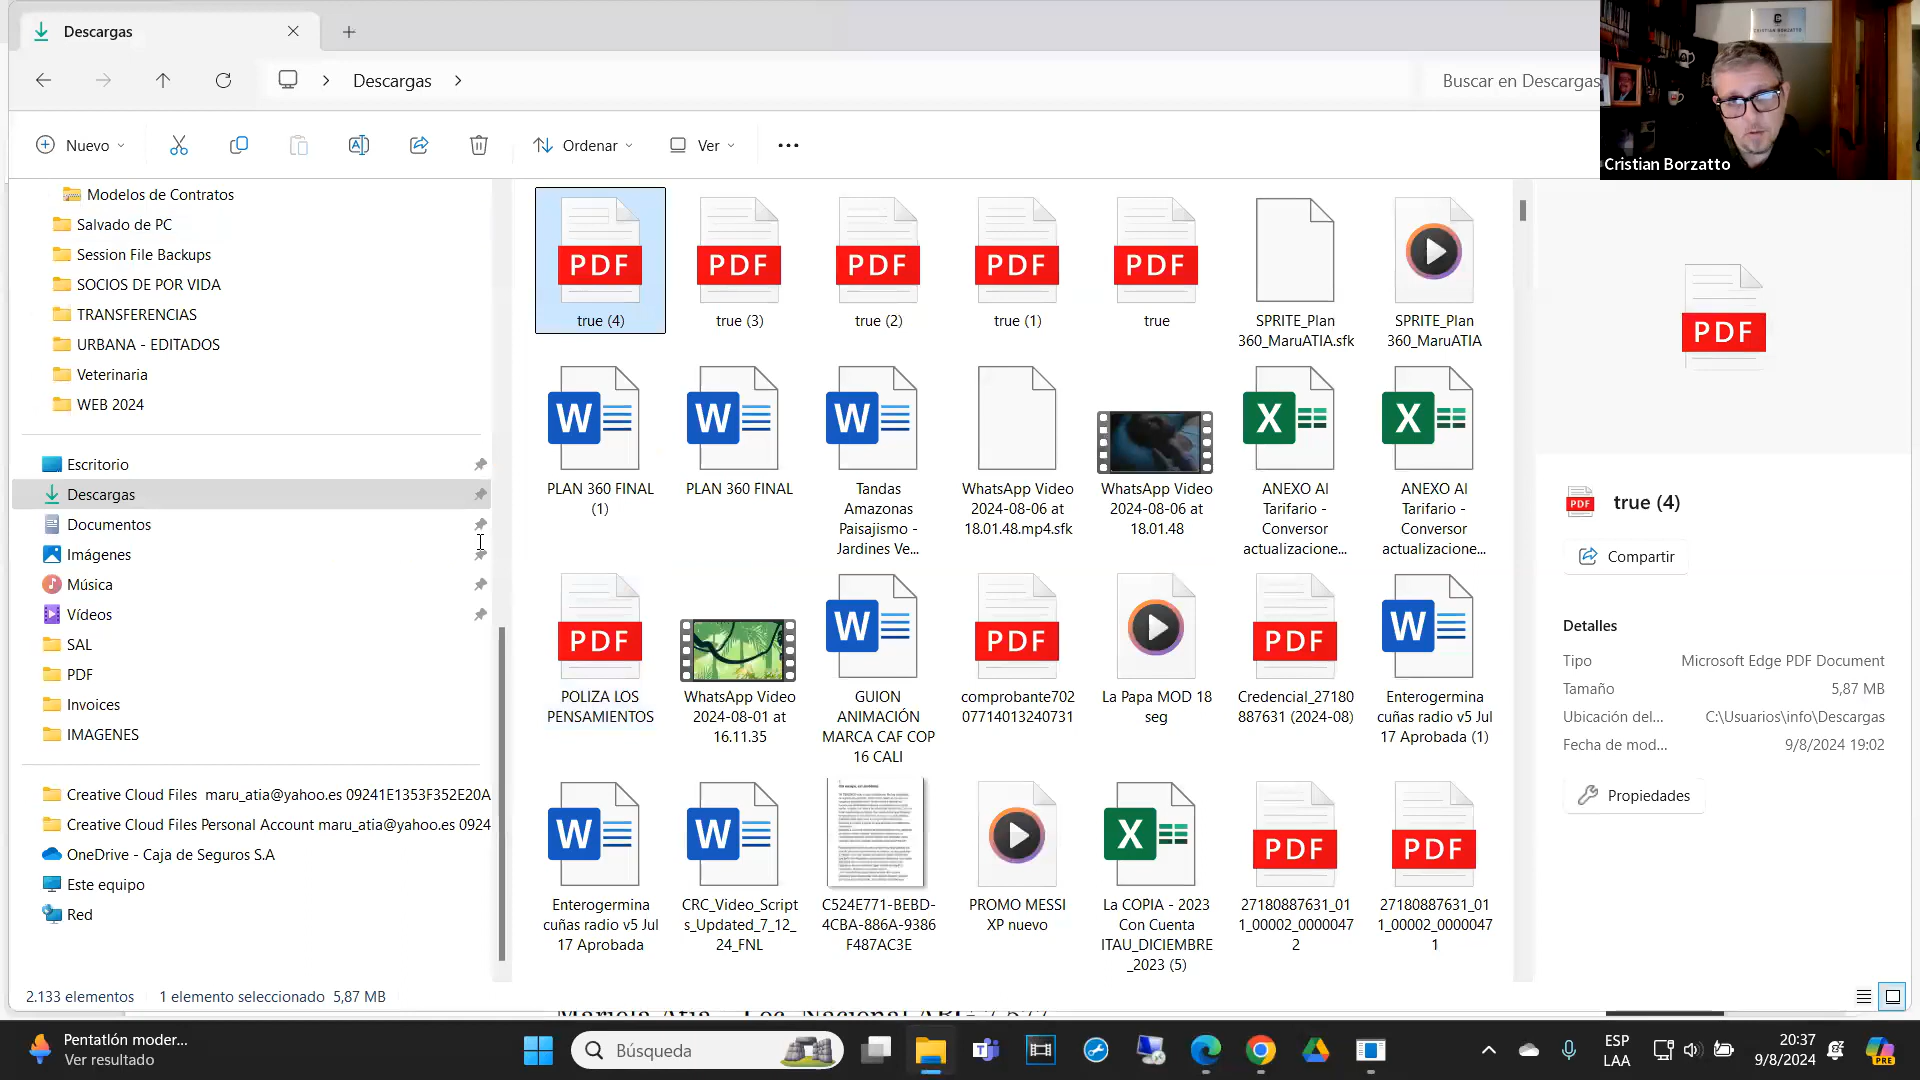 Descargas
Descargas
Buscar en Descargas
Nuevo
Ordenar
Ver
CRISTIAN BORZATTO
Cristian Borzatto
Modelos de Contratos
Salvado de PC
Session File Backups
SOCIOS DE POR VIDA
TRANSFERENCIAS
URBANA - EDITADOS
Veterinaria
WEB 2024
Escritorio
Descargas
Documentos
Imágenes
Música
Vídeos
SAL
PDF
Invoices
IMAGENES
Creative Cloud Files  maru_atia@yahoo.es 09241E1353F352E20A
Creative Cloud Files Personal Account maru_atia@yahoo.es 0924
OneDrive - Caja de Seguros S.A
Este equipo
Red
PDF PDF PDF PDF PDF
true (4)
true (3)
true (2)
true (1)
true
SPRITE_Plan
360_MaruATIA.sfk
SPRITE_Plan
360_MaruATIA
W W W X X
PLAN 360 FINAL
(1)
PLAN 360 FINAL
Tandas
Amazonas
Paisajismo -
Jardines Ve...
WhatsApp Video
2024-08-06 at
18.01.48.mp4.sfk
WhatsApp Video
2024-08-06 at
18.01.48
ANEXO AI
Tarifario -
Conversor
actualizacione...
ANEXO AI
Tarifario -
Conversor
actualizacione...
PDF W PDF PDF W
POLIZA LOS
PENSAMIENTOS
WhatsApp Video
2024-08-01 at
16.11.35
GUION
ANIMACIÓN
MARCA CAF COP
16 CALI
comprobante702
07714013240731
La Papa MOD 18
seg
Credencial_27180
887631 (2024-08)
Enterogermina
cuñas radio v5 Jul
17 Aprobada (1)
W W X PDF PDF
Enterogermina
cuñas radio v5 Jul
17 Aprobada
CRC_Video_Script
s_Updated_7_12_
24_FNL
C524E771-BEBD-
4CBA-886A-9386
F487AC3E
PROMO MESSI
XP nuevo
La COPIA - 2023
Con Cuenta
ITAU_DICIEMBRE
_2023 (5)
27180887631_01
1_00002_0000047
2
27180887631_01
1_00002_0000047
1
PDF
PDF
true (4)
Compartir
Detalles
Tipo
Microsoft Edge PDF Document
Tamaño
5,87 MB
Ubicación del...
C:\Usuarios\info\Descargas
Fecha de mod...
9/8/2024 19:02
Propiedades
2.133 elementos
1 elemento seleccionado  5,87 MB
Pentatlón moder...
Ver resultado
Búsqueda
ESP
LAA
20:37
9/8/2024
PRE